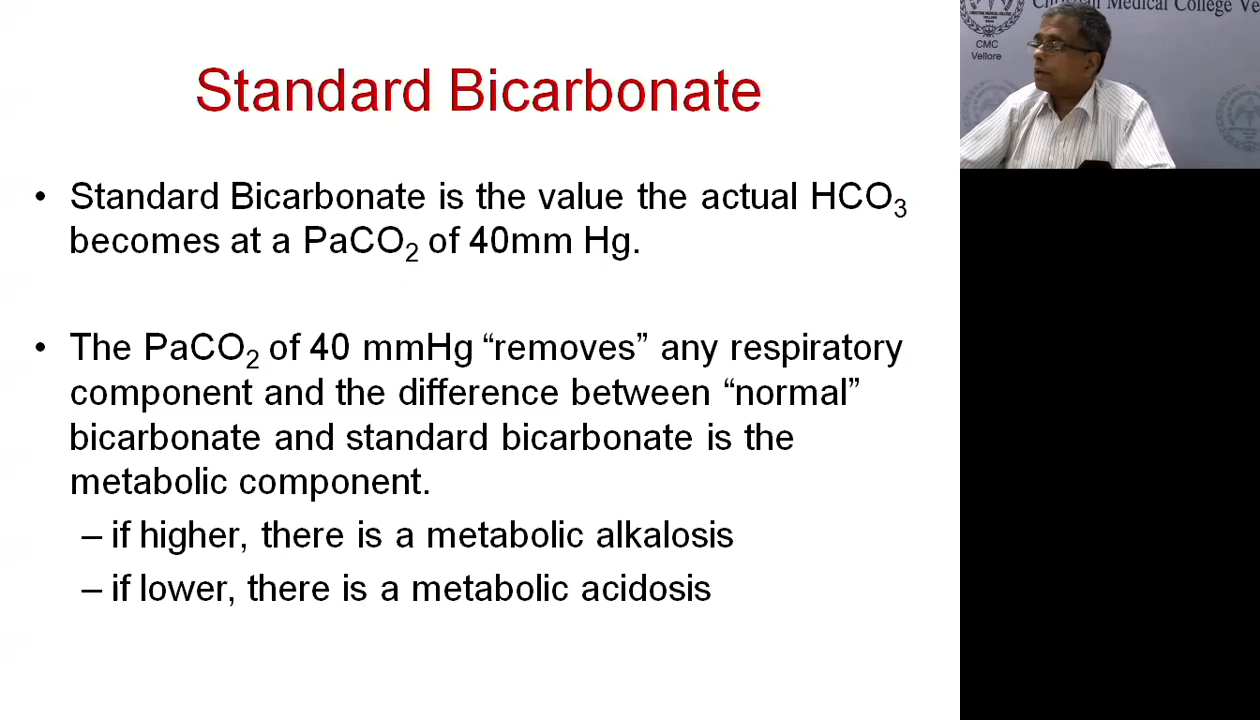 Christian Medical College Ve
CMC
Vellore
Standard Bicarbonate
• Standard Bicarbonate is the value the actual HCO₃
becomes at a PaCO₂ of 40mm Hg.
• The PaCO₂ of 40 mmHg “removes” any respiratory
component and the difference between “normal”
bicarbonate and standard bicarbonate is the
metabolic component.
– if higher, there is a metabolic alkalosis
– if lower, there is a metabolic acidosis